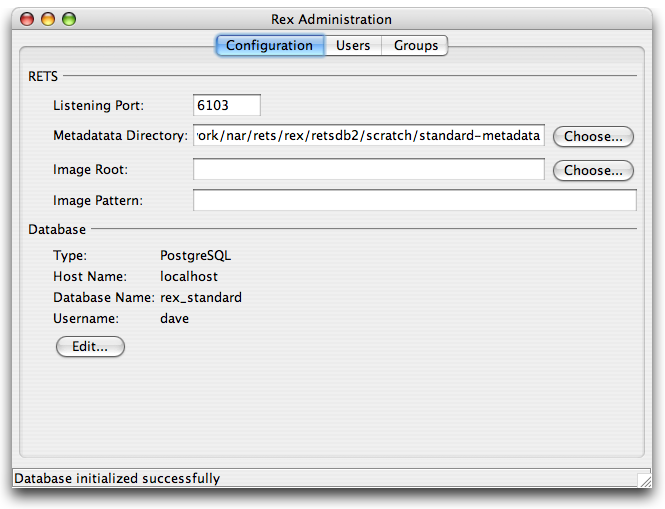 Rex Administration
Configuration Users Groups
RETS
Listening Port: 6103
Metadatata Directory: /ork/nar/rets/rex/retsdb2/scratch/standard-metadata Choose...
Image Root: Choose...
Image Pattern:
Database
Type: PostgreSQL
Host Name: localhost
Database Name: rex_standard
Username: dave
Edit...
Database initialized successfully